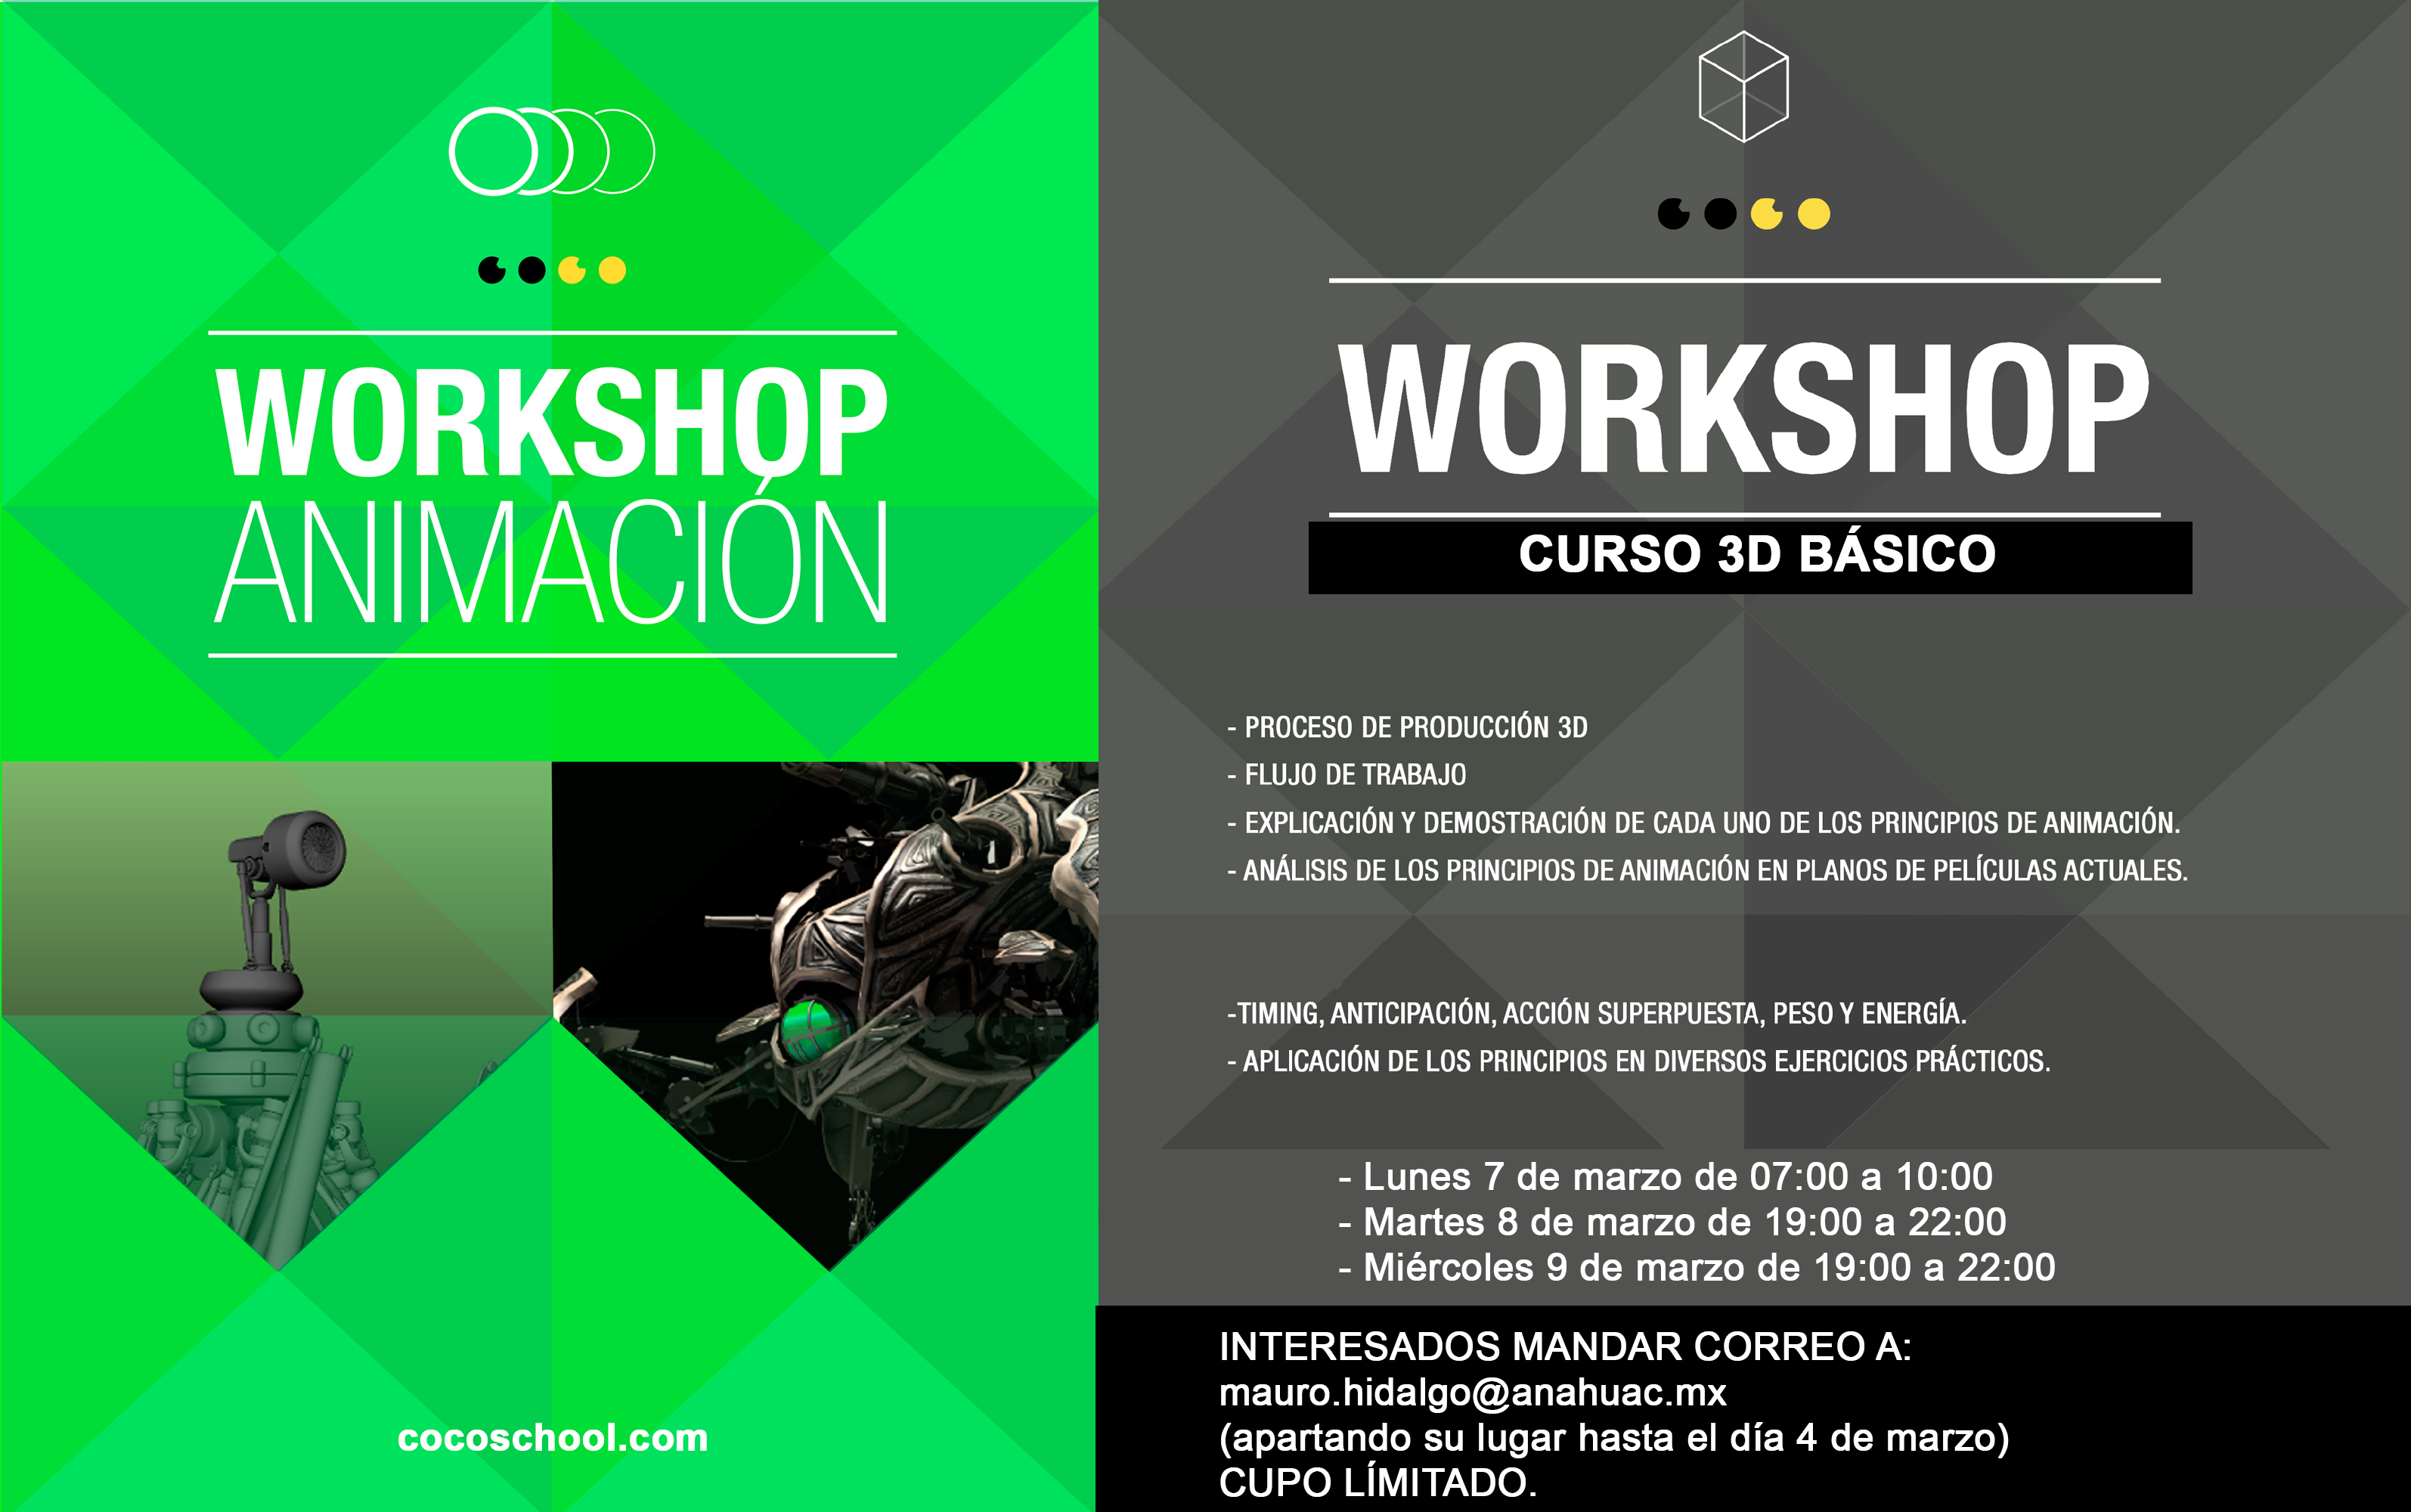 WORKSHOP
ANIMACIÓN
cocoschool.com
WORKSHOP
CURSO 3D BÁSICO
- PROCESO DE PRODUCCIÓN 3D
- FLUJO DE TRABAJO
- EXPLICACIÓN Y DEMOSTRACIÓN DE CADA UNO DE LOS PRINCIPIOS DE ANIMACIÓN.
- ANÁLISIS DE LOS PRINCIPIOS DE ANIMACIÓN EN PLANOS DE PELÍCULAS ACTUALES.
-TIMING, ANTICIPACIÓN, ACCIÓN SUPERPUESTA, PESO Y ENERGÍA.
- APLICACIÓN DE LOS PRINCIPIOS EN DIVERSOS EJERCICIOS PRÁCTICOS.
- Lunes 7 de marzo de 07:00 a 10:00
- Martes 8 de marzo de 19:00 a 22:00
- Miércoles 9 de marzo de 19:00 a 22:00
INTERESADOS MANDAR CORREO A:
mauro.hidalgo@anahuac.mx
(apartando su lugar hasta el día 4 de marzo)
CUPO LÍMITADO.